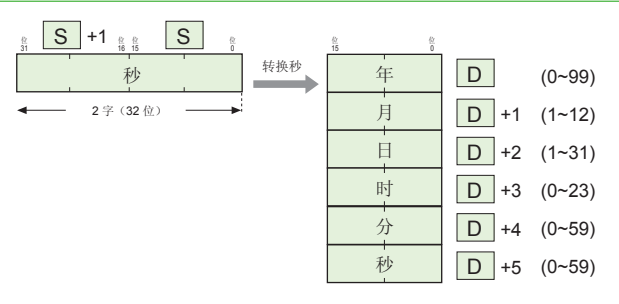 S +1 S
位 31 位 16 位 15 位 0
秒
2 字（32 位）
转换秒
位 15 位 0
年 D (0~99)
月 D +1 (1~12)
日 D +2 (1~31)
时 D +3 (0~23)
分 D +4 (0~59)
秒 D +5 (0~59)